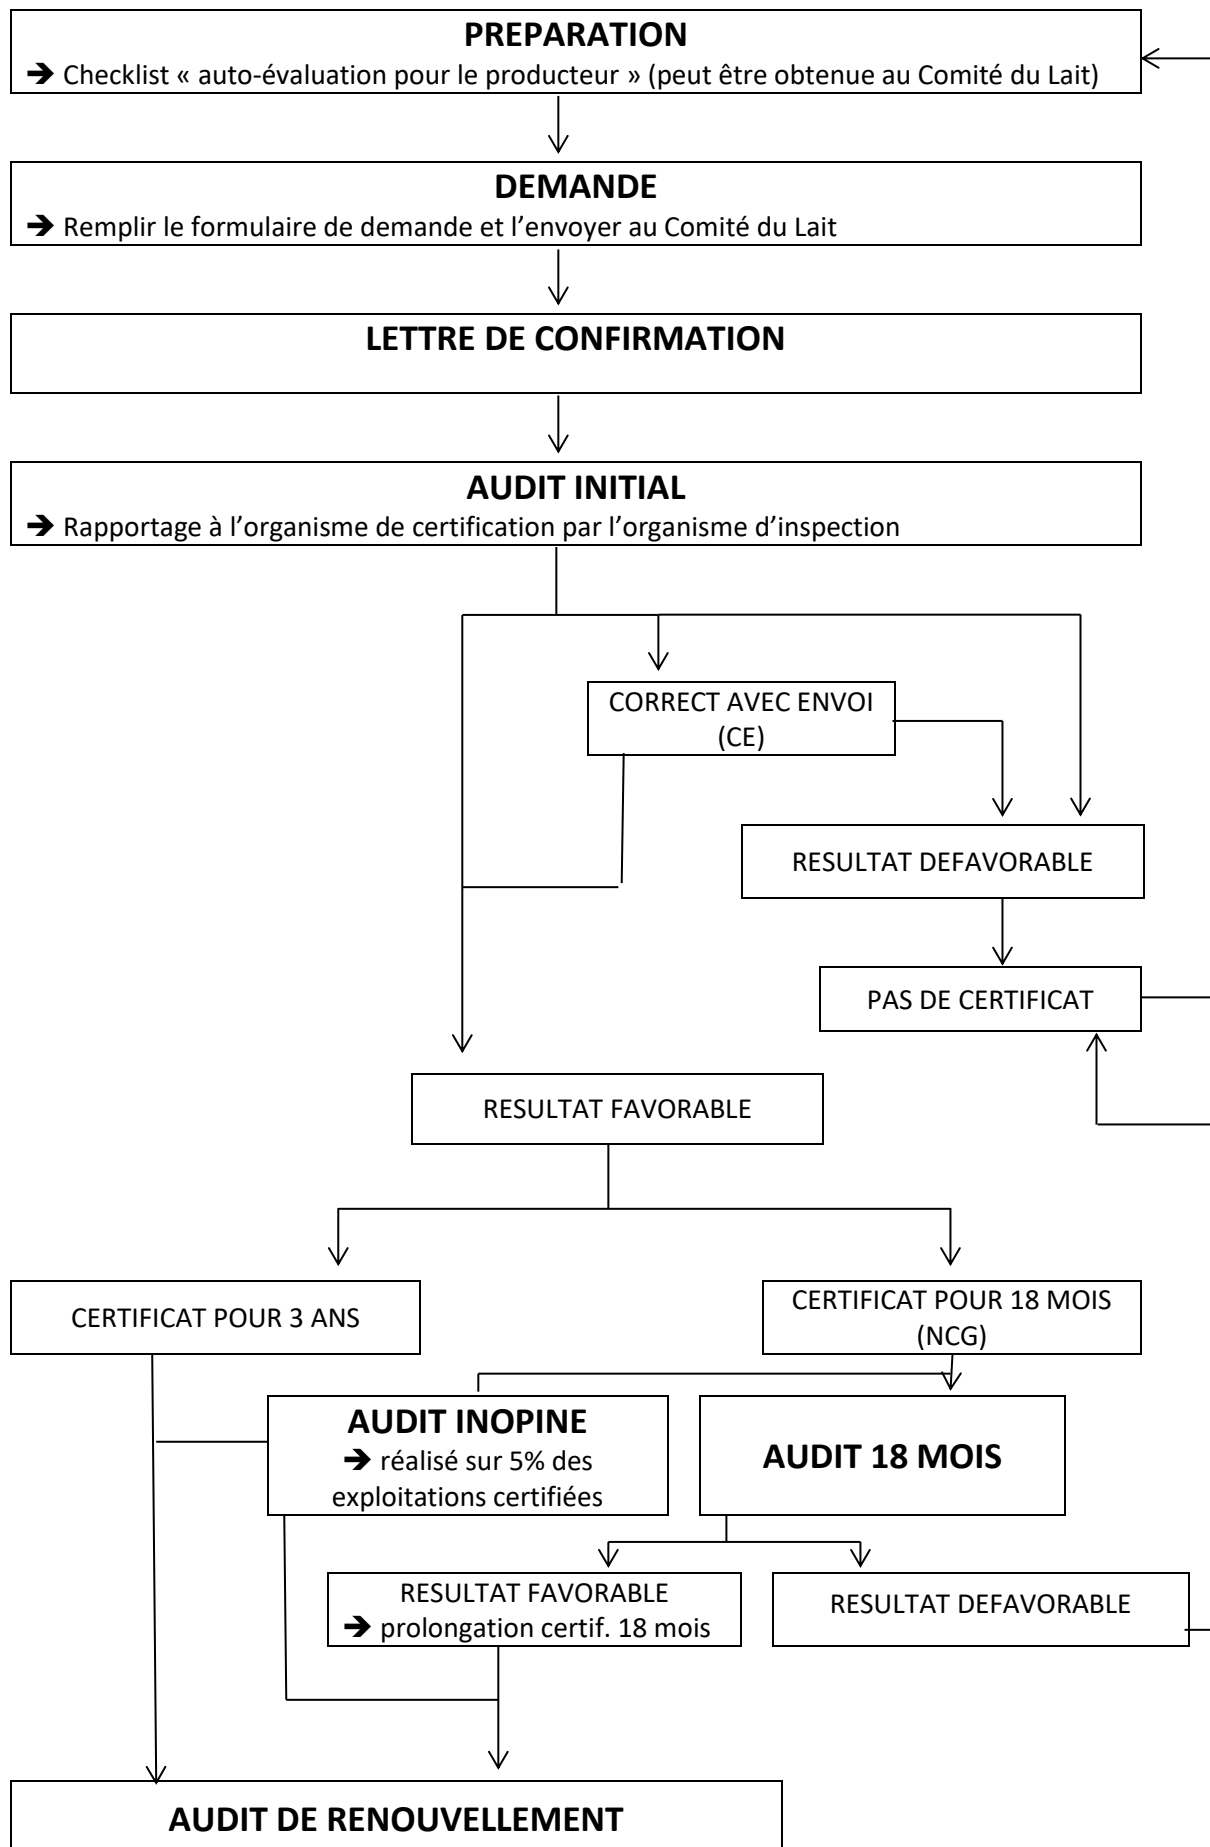 PREPARATION
➔ Checklist « auto-évaluation pour le producteur » (peut être obtenue au Comité du Lait)
DEMANDE
➔ Remplir le formulaire de demande et l’envoyer au Comité du Lait
LETTRE DE CONFIRMATION
AUDIT INITIAL
➔ Rapportage à l’organisme de certification par l’organisme d’inspection
CORRECT AVEC ENVOI
(CE)
RESULTAT DEFAVORABLE
PAS DE CERTIFICAT
RESULTAT FAVORABLE
CERTIFICAT POUR 3 ANS
CERTIFICAT POUR 18 MOIS
(NCG)
AUDIT INOPINE
➔ réalisé sur 5% des
exploitations certifiées
AUDIT 18 MOIS
RESULTAT FAVORABLE
➔ prolongation certif. 18 mois
RESULTAT DEFAVORABLE
AUDIT DE RENOUVELLEMENT